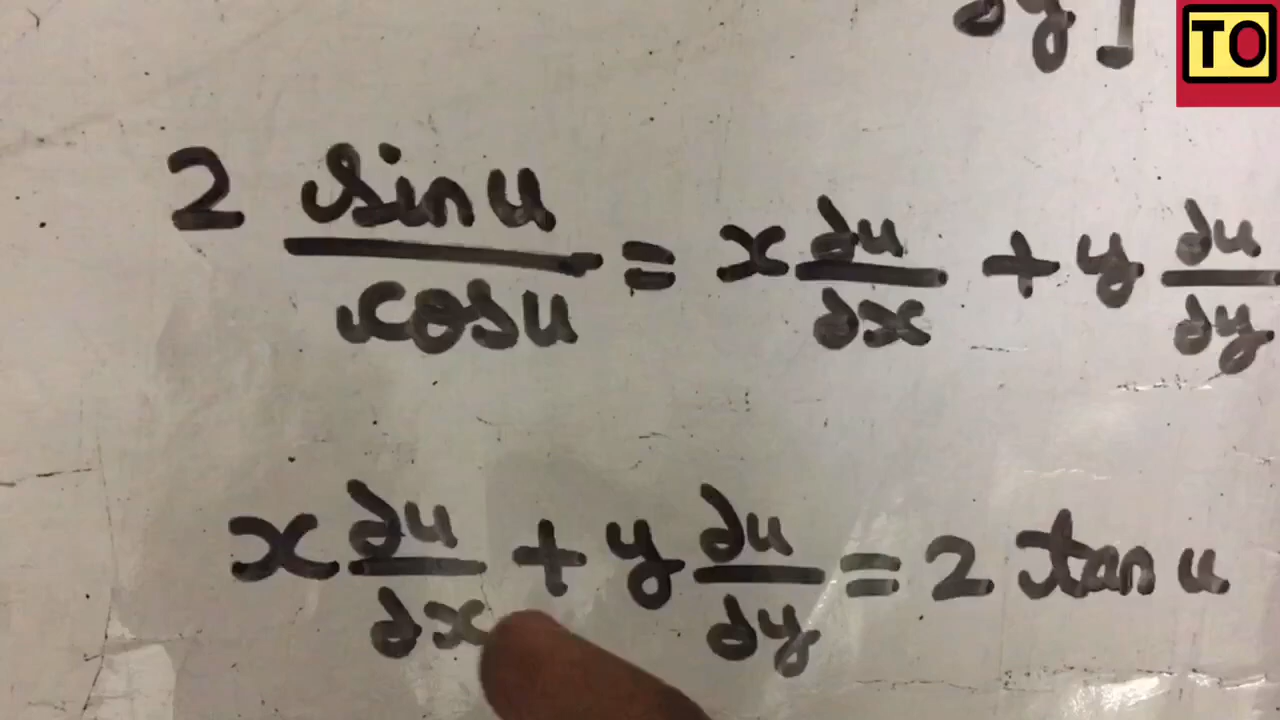 ∂y]
TO
2 sin u / cos u = x ∂u/∂x + y ∂u/∂y
x ∂u/∂x + y ∂u/∂y = 2 tan u